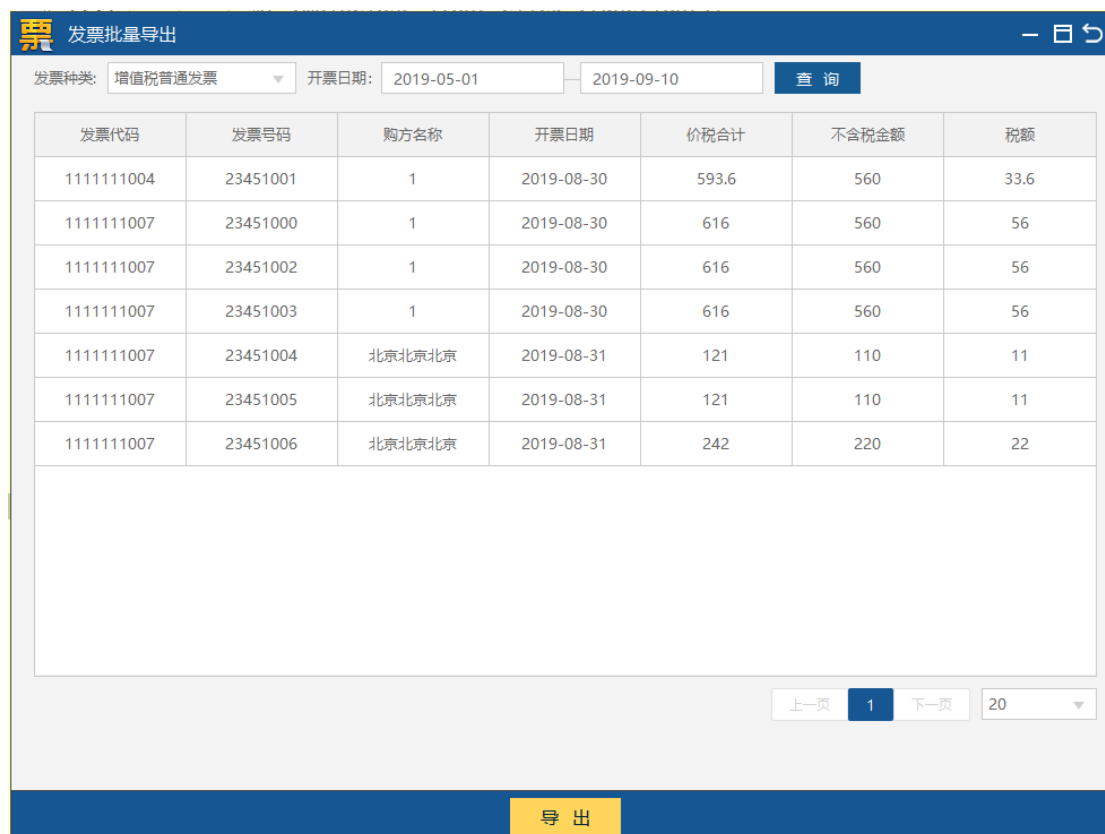 票 发票批量导出
发票种类: 增值税普通发票 开票日期: 2019-05-01 — 2019-09-10 查 询
发票代码 发票号码 购方名称 开票日期 价税合计 不含税金额 税额
1111111004 23451001 1 2019-08-30 593.6 560 33.6
1111111007 23451000 1 2019-08-30 616 560 56
1111111007 23451002 1 2019-08-30 616 560 56
1111111007 23451003 1 2019-08-30 616 560 56
1111111007 23451004 北京北京北京 2019-08-31 121 110 11
1111111007 23451005 北京北京北京 2019-08-31 121 110 11
1111111007 23451006 北京北京北京 2019-08-31 242 220 22
上一页 1 下一页 20
导 出